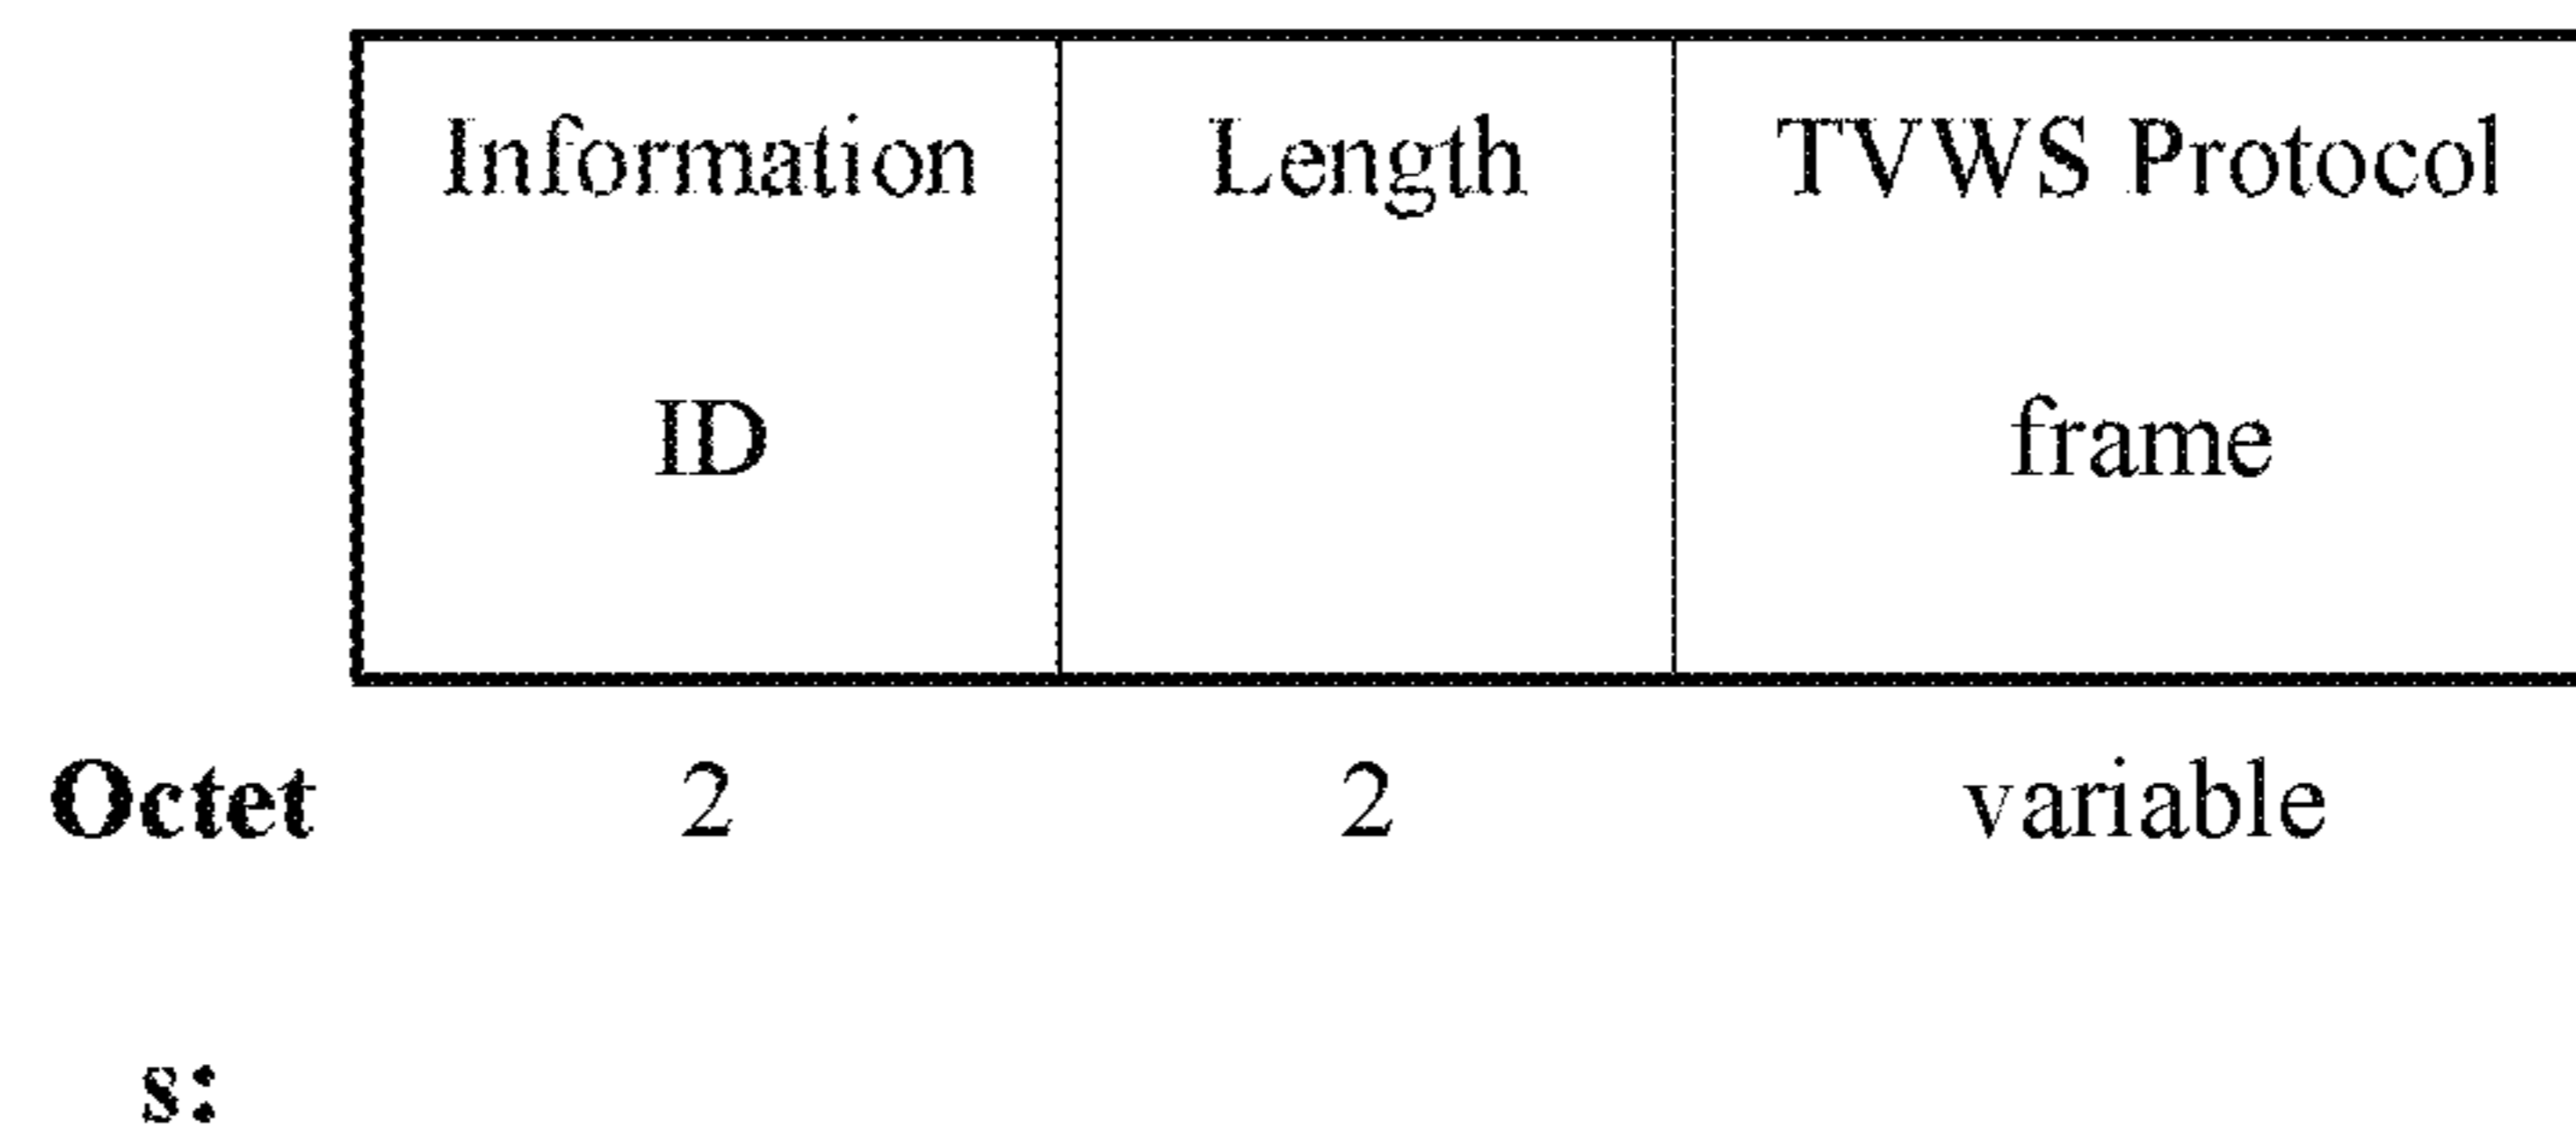 Information Length TVWS Protocol
ID frame
Octet 2 2 variable
s: